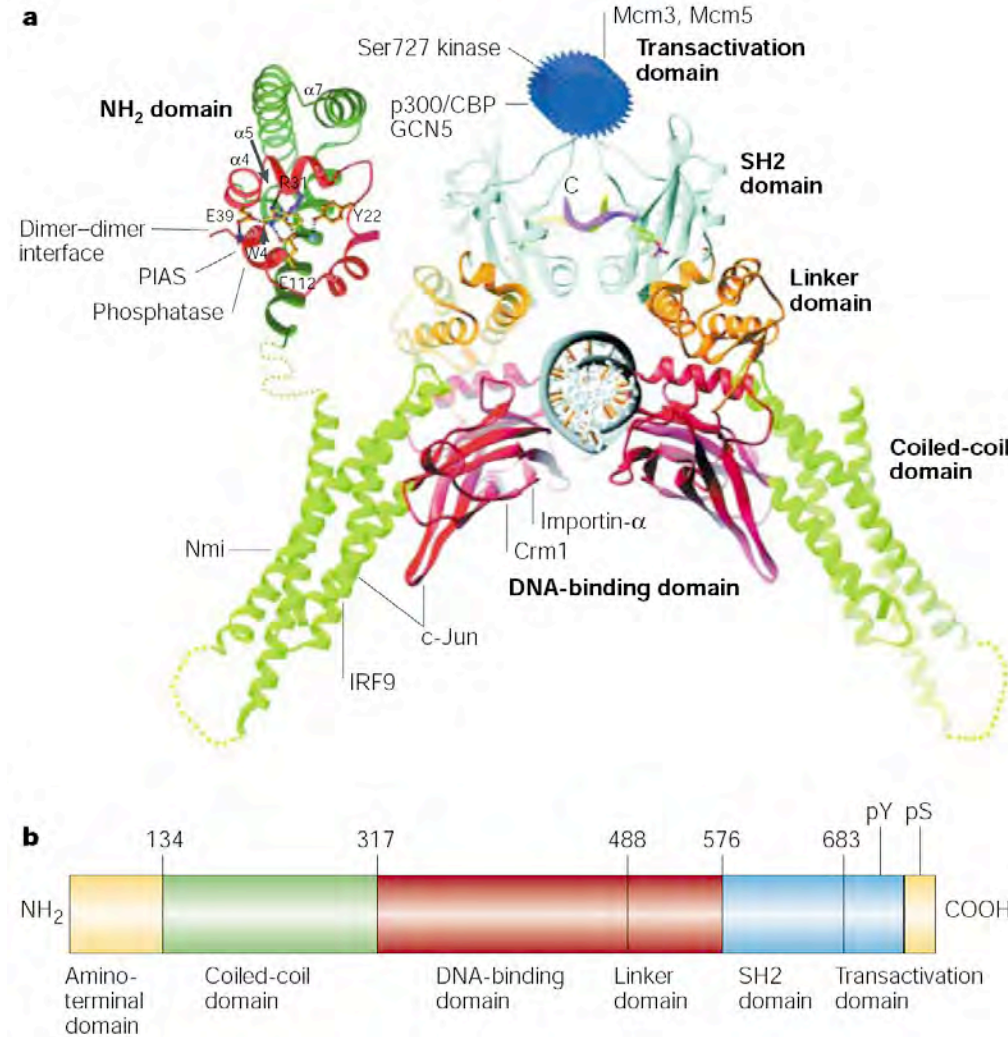 a
Mcm3, Mcm5
Ser727 kinase
Transactivation
domain
NH2 domain
α7
p300/CBP
GCN5
α5
α4
SH2
domain
R31
C
E39
Y22
Dimer–dimer
interface
W4
PIAS
C112
Phosphatase
Linker
domain
Coiled-coil
domain
Importin-α
Nmi
Crm1
DNA-binding domain
c-Jun
IRF9
b
134 317 488 576 683 pY pS
NH2 COOH
Amino-
terminal
domain
Coiled-coil
domain
DNA-binding
domain
Linker
domain
SH2
domain
Transactivation
domain